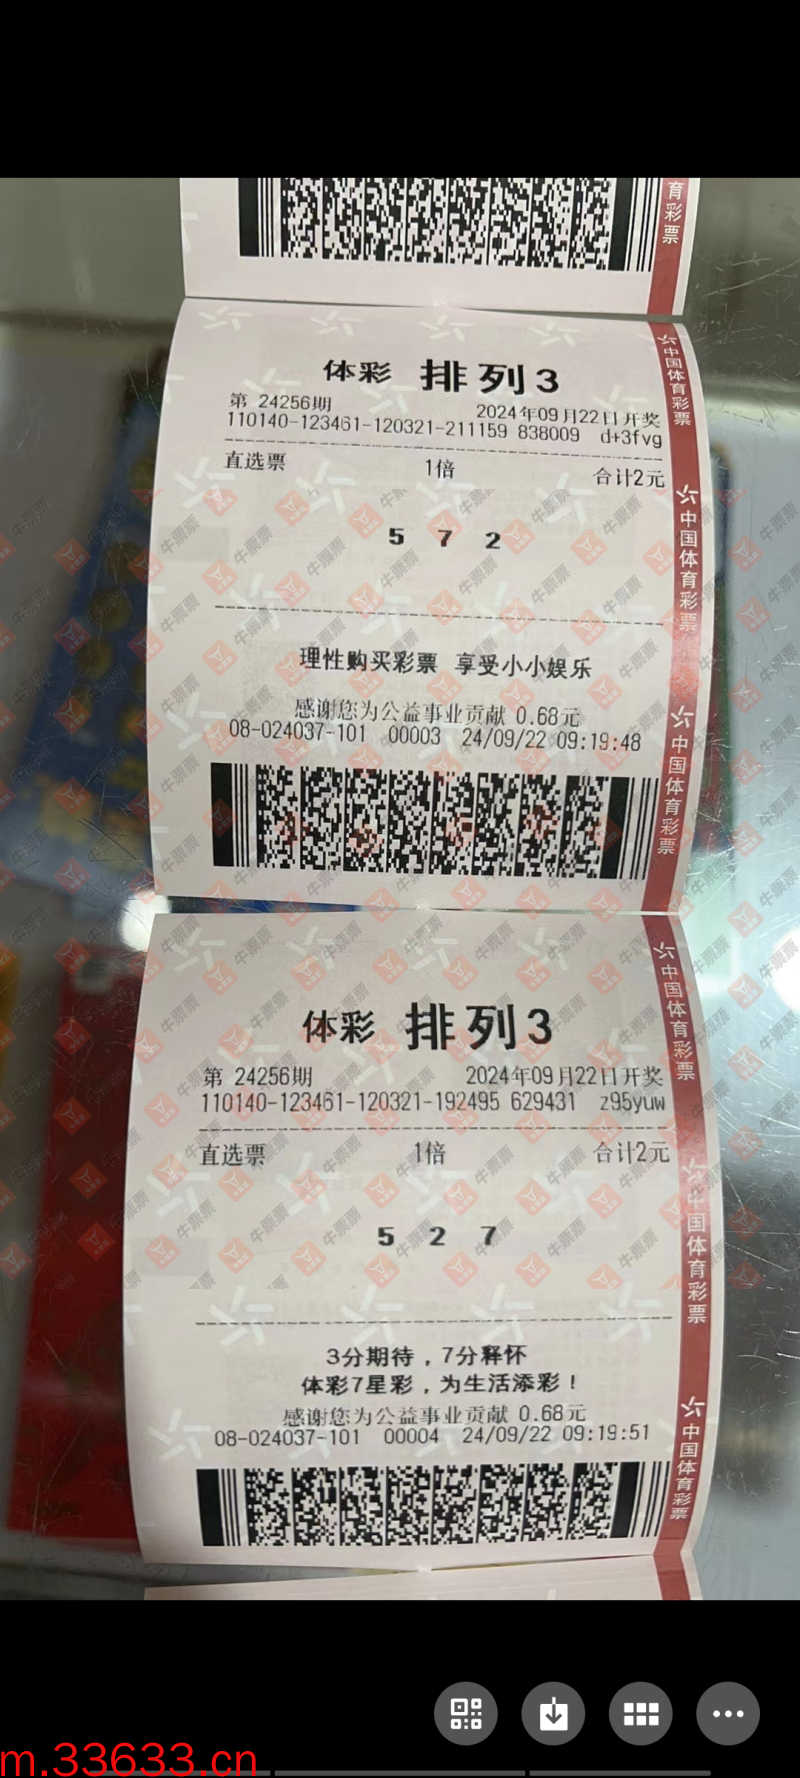 育彩票
体彩 排列3
第 24256期 2024年09月22日开奖
110140-123461-120321-211159 838009 d+3fvg
直选票 1倍 合计2元
5 7 2
理性购买彩票 享受小小娱乐
感谢您为公益事业贡献 0.68元
08-024037-101 00003 24/09/22 09:19:48
中国体育彩票
中国体育彩票
中国体育彩票
体彩 排列3
第 24256期 2024年09月22日开奖
110140-123461-120321-192495 629431 z95yuw
直选票 1倍 合计2元
5 2 7
3分期待，7分释怀
体彩7星彩，为生活添彩！
感谢您为公益事业贡献 0.68元
08-024037-101 00004 24/09/22 09:19:51
中国体育彩票
中国体育彩票
中国体育彩票
牛票票
m.33633.cn